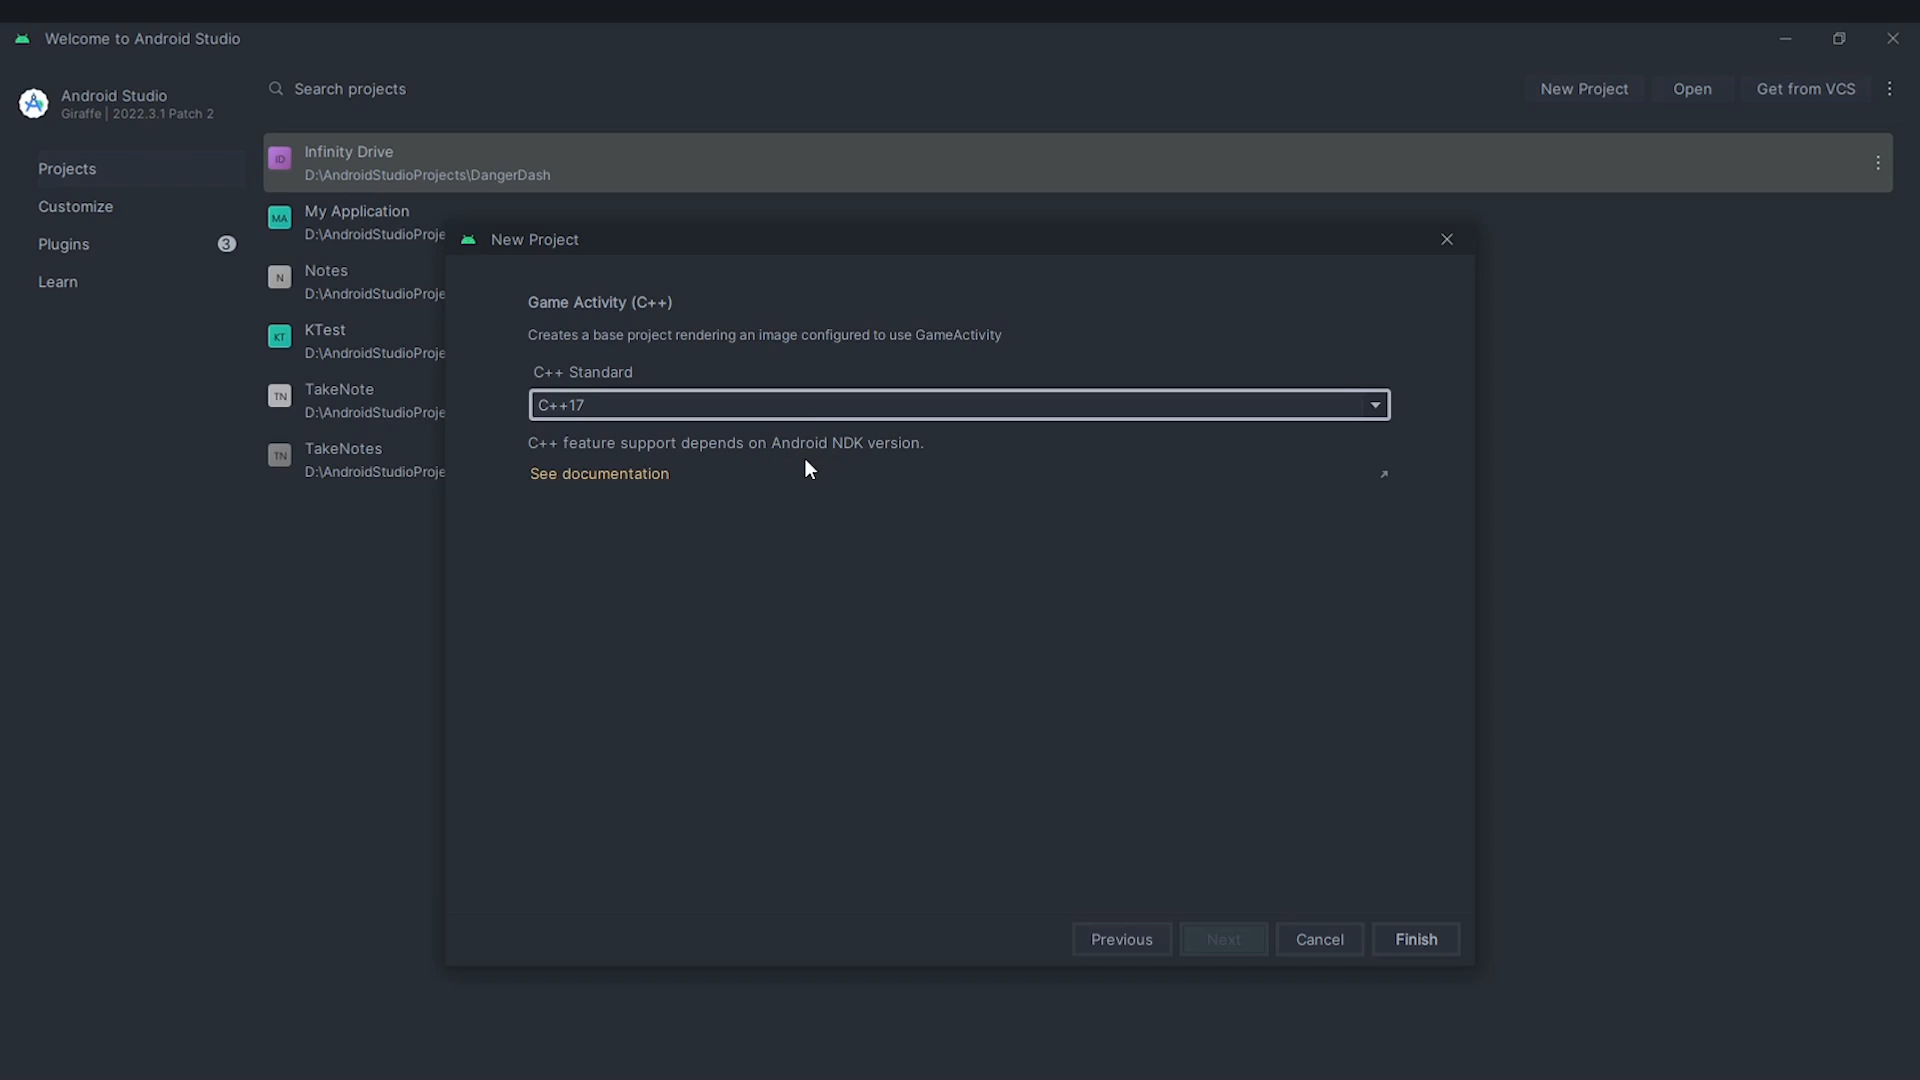 Welcome to Android Studio
Android Studio
Giraffe | 2022.3.1 Patch 2
Search projects
New Project
Open
Get from VCS
Projects
Customize
Plugins
3
Learn
ID
Infinity Drive
D:\AndroidStudioProjects\DangerDash
MA
My Application
D:\AndroidStudioProje
N
Notes
D:\AndroidStudioProje
KT
KTest
D:\AndroidStudioProje
TN
TakeNote
D:\AndroidStudioProje
TN
TakeNotes
D:\AndroidStudioProje
New Project
Game Activity (C++)
Creates a base project rendering an image configured to use GameActivity
C++ Standard
C++17
C++ feature support depends on Android NDK version.
See documentation
Previous
Next
Cancel
Finish